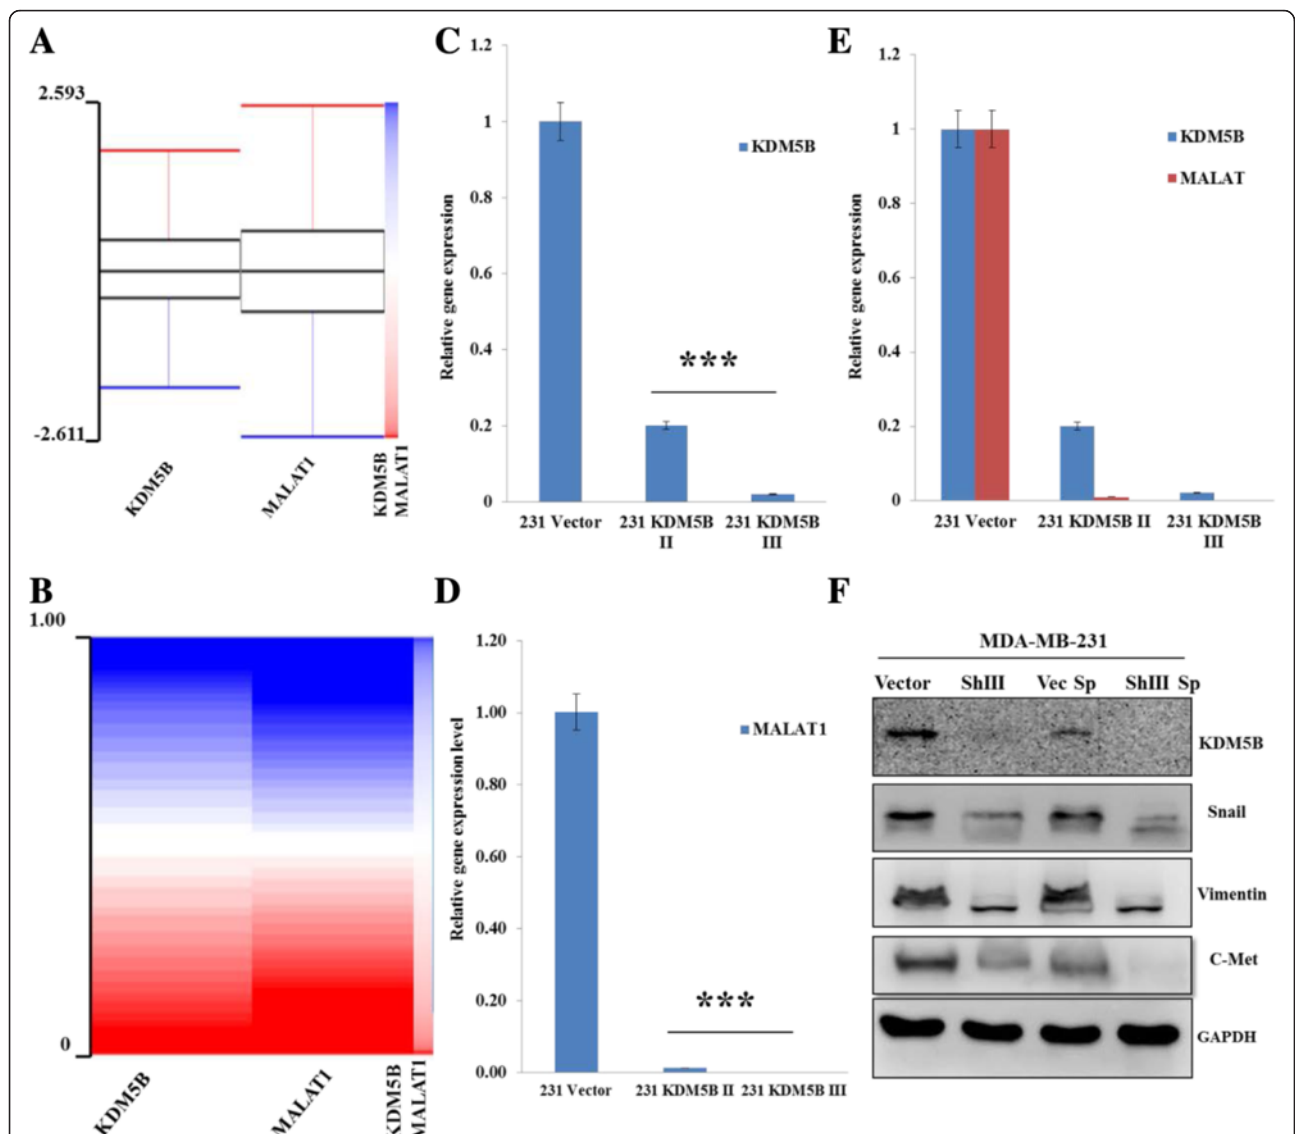 A
2.593
-2.611
KDM5B
MALAT1
KDM5B
MALAT1
B
1.00
0
KDM5B
MALAT1
KDM5B
MALAT1
C
1.2
1
0.8
0.6
0.4
0.2
0
Relative gene expression
KDM5B
***
231 Vector
231 KDM5B
II
231 KDM5B
III
D
1.20
1.00
0.80
0.60
0.40
0.20
0.00
Relative gene expression level
MALAT1
***
231 Vector
231 KDM5B II
231 KDM5B III
E
1.2
1
0.8
0.6
0.4
0.2
0
Relative gene expression
KDM5B
MALAT
231 Vector
231 KDM5B II
231 KDM5B
III
F
MDA-MB-231
Vector ShIII Vec Sp ShIII Sp
KDM5B
Snail
Vimentin
C-Met
GAPDH